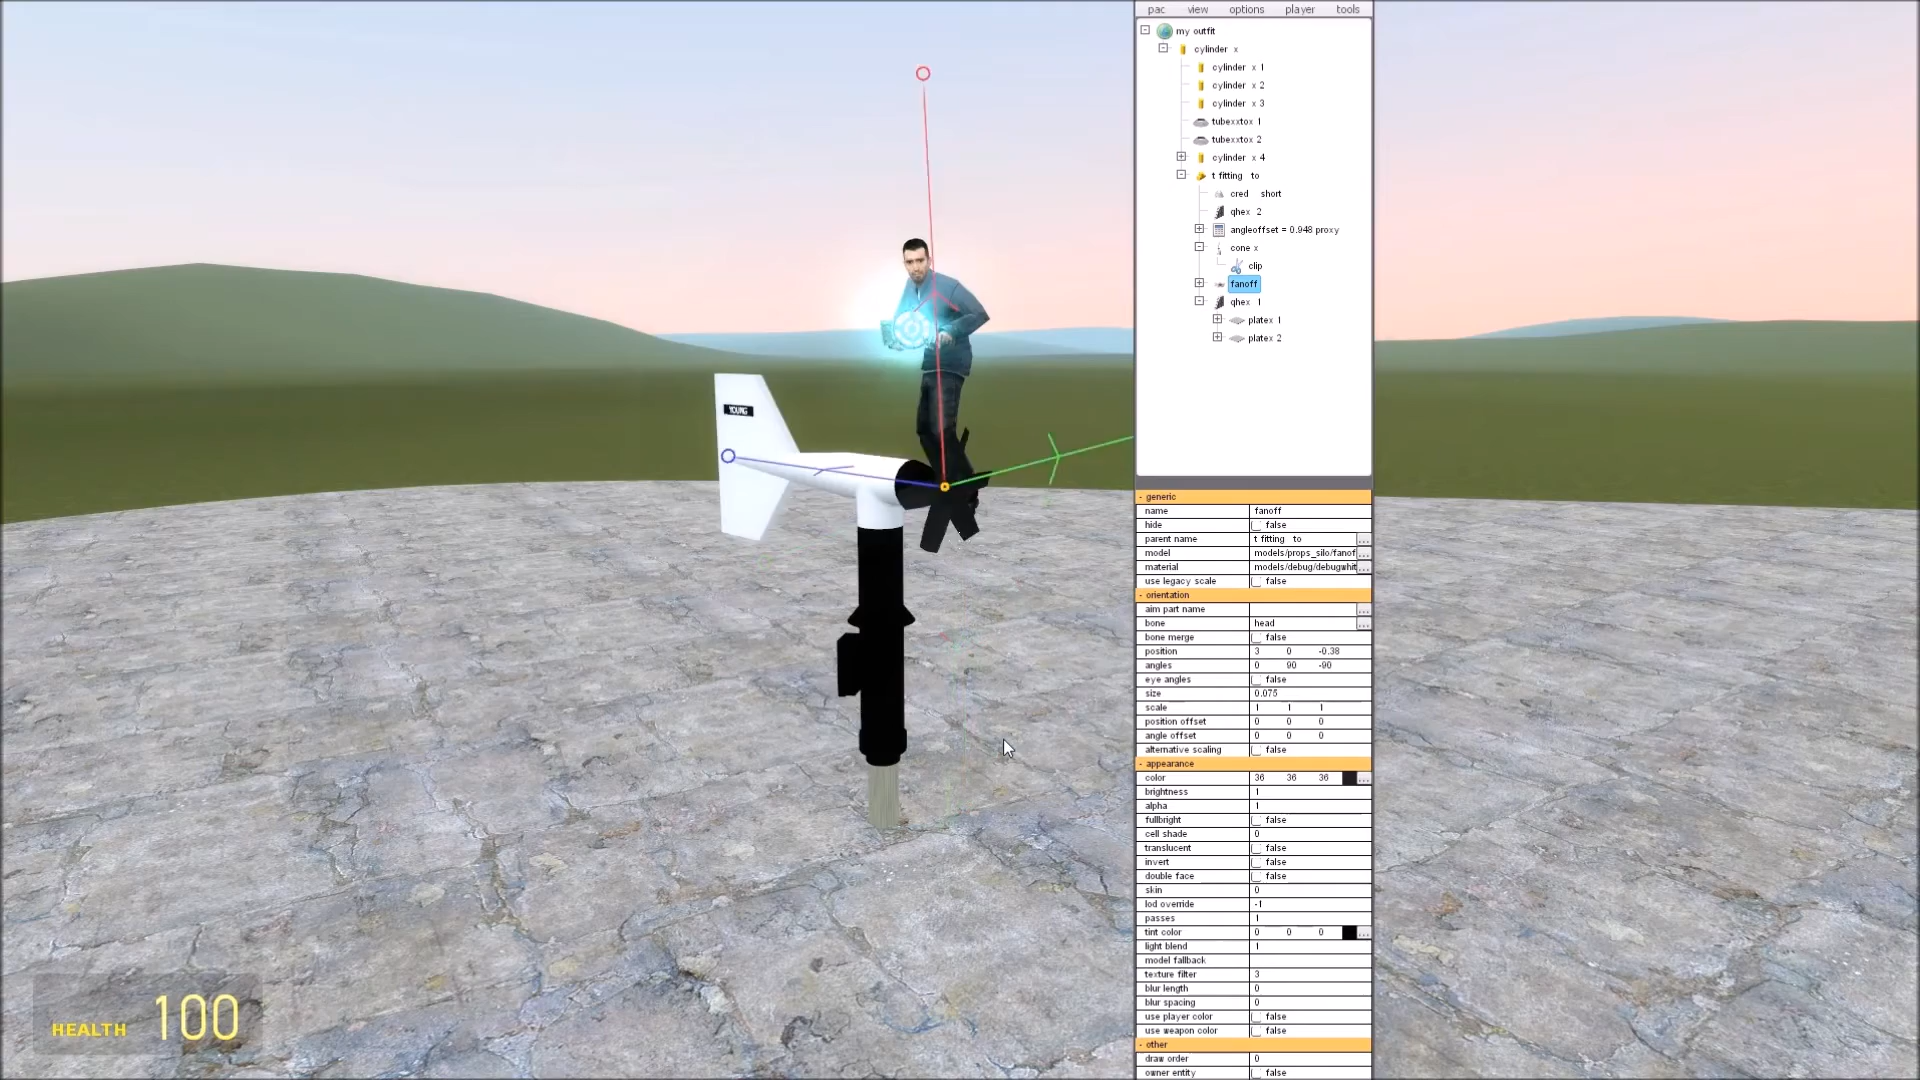 pac view options player tools
my outfit
cylinder x
cylinder x 1
cylinder x 2
cylinder x 3
tubexxtox 1
tubexxtox 2
cylinder x 4
t fitting to
cred short
qhex 2
angleoffset = 0.948 proxy
cone x
clip
fanoff
qhex 1
platex 1
platex 2
YOUNG
- generic
name fanoff
hide false
parent name t fitting to ...
model models/props_silo/fanof ...
material models/debug/debugwhit ...
use legacy scale false
- orientation
aim part name ...
bone head ...
bone merge false
position 3 0 -0.38
angles 0 90 -90
eye angles false
size 0.075
scale 1 1 1
position offset 0 0 0
angle offset 0 0 0
alternative scaling false
- appearance
color 36 36 36 ...
brightness 1
alpha 1
fullbright false
cell shade 0
translucent false
invert false
double face false
skin 0
lod override -1
passes 1
tint color 0 0 0 ...
light blend 1
model fallback
texture filter 3
blur length 0
blur spacing 0
use player color false
use weapon color false
- other
draw order 0
owner entity false
HEALTH 100